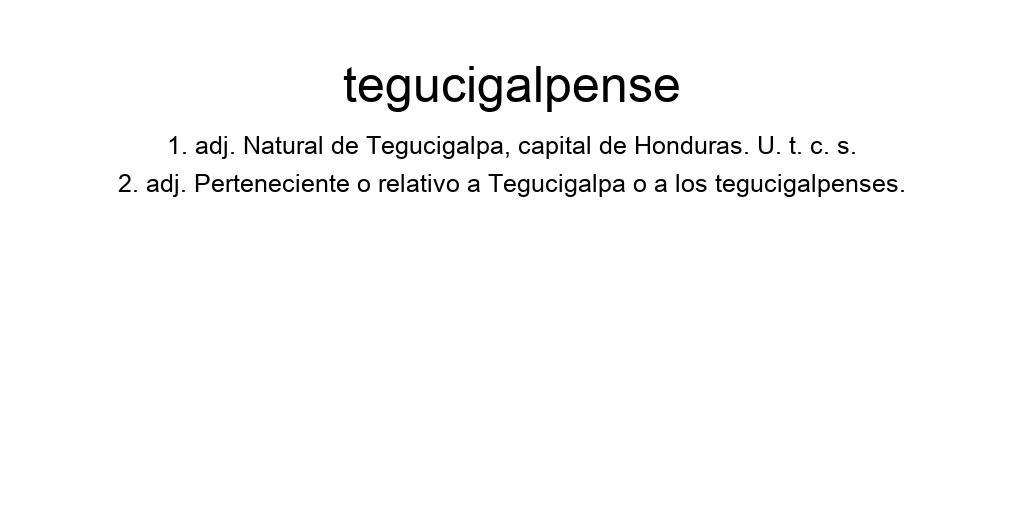 tegucigalpense
1. adj. Natural de Tegucigalpa, capital de Honduras. U. t. c. s.
2. adj. Perteneciente o relativo a Tegucigalpa o a los tegucigalpenses.